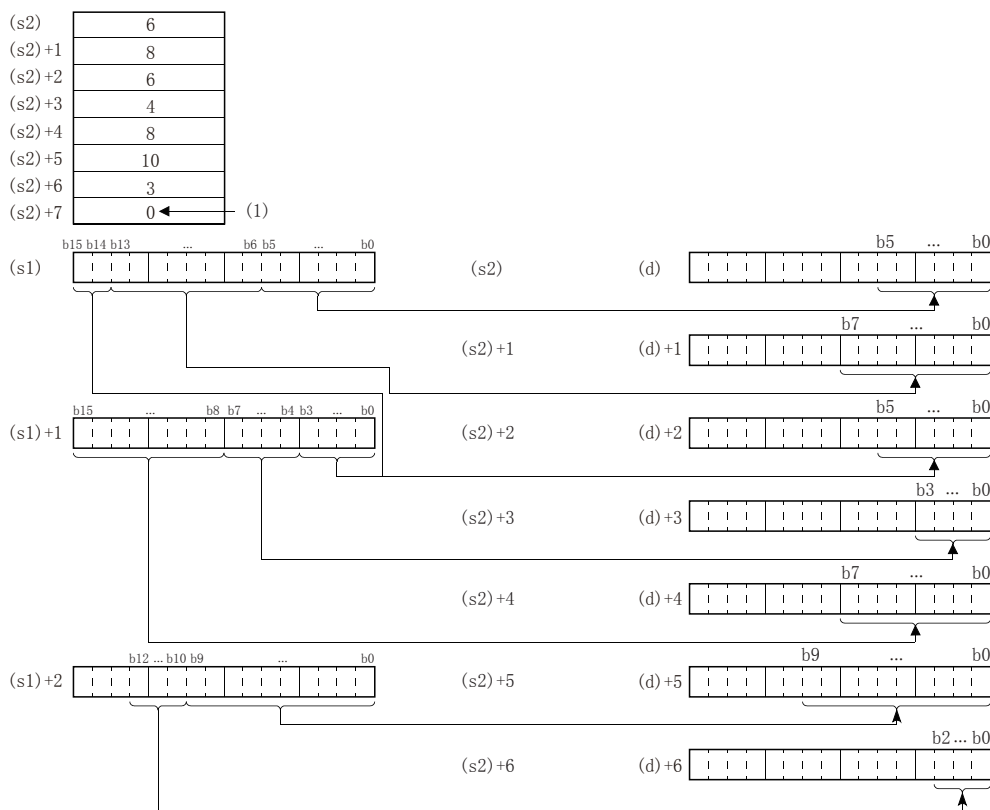 (s2) 6
(s2)+1 8
(s2)+2 6
(s2)+3 4
(s2)+4 8
(s2)+5 10
(s2)+6 3
(s2)+7 0 (1)
b15 b14 b13 ... b6 b5 ... b0
b5 ... b0
(s1) (s2) (d)
b7 ... b0
(s2)+1 (d)+1
b15 ... b8 b7 ... b4 b3 ... b0
b5 ... b0
(s1)+1 (s2)+2 (d)+2
b3 ... b0
(s2)+3 (d)+3
b7 ... b0
(s2)+4 (d)+4
b12 ... b10 b9 ... b0
b9 ... b0
(s1)+2 (s2)+5 (d)+5
b2 ... b0
(s2)+6 (d)+6